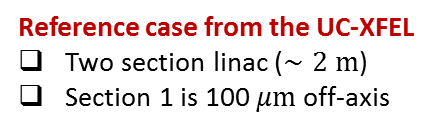 Reference case from the UC-XFEL
❑ Two section linac (~ 2 m)
❑ Section 1 is 100 μm off-axis